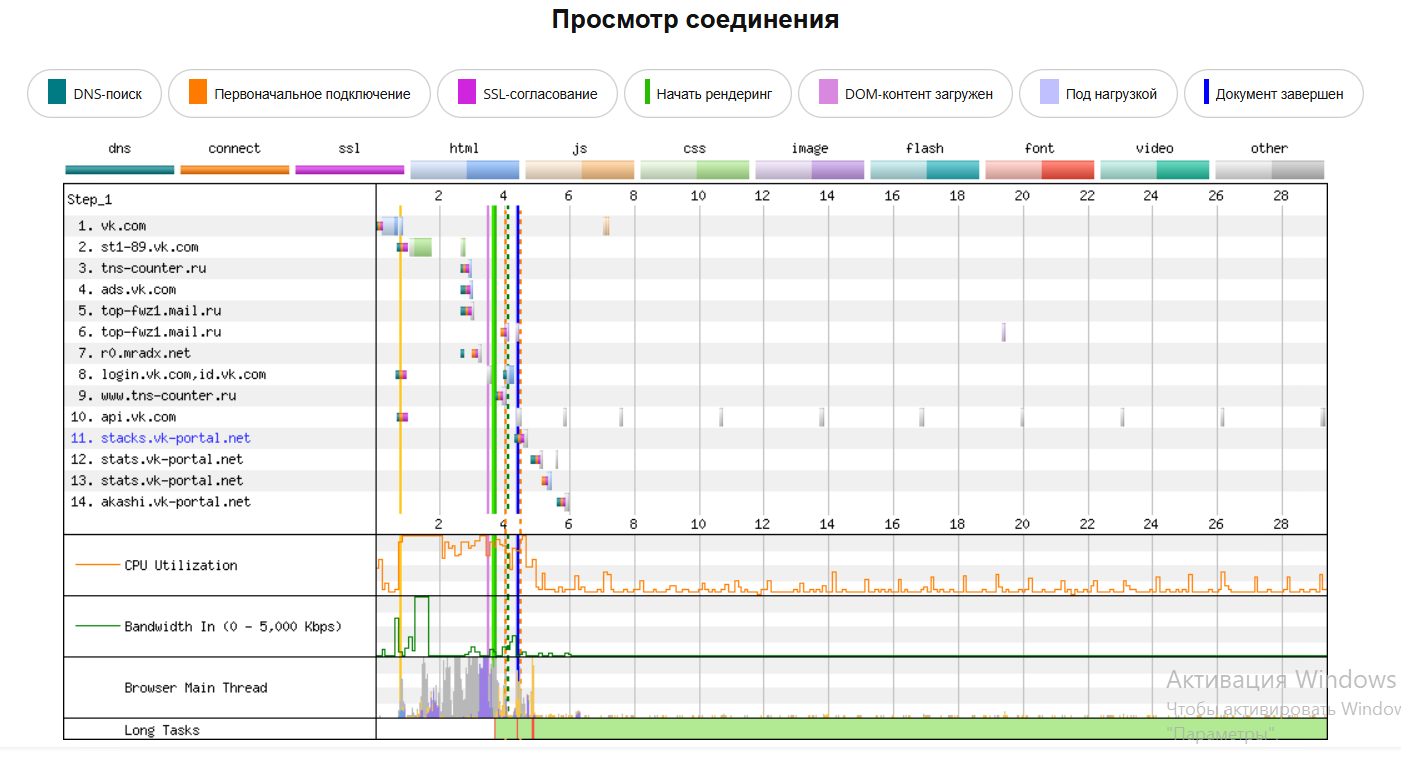 Просмотр соединения
DNS-поиск Первоначальное подключение SSL-согласование Начать рендеринг DOM-контент загружен Под нагрузкой Документ завершен
dns connect ssl html js css image flash font video other
Step_1 2 4 6 8 10 12 14 16 18 20 22 24 26 28
1. vk.com
2. st1-89.vk.com
3. tns-counter.ru
4. ads.vk.com
5. top-fwz1.mail.ru
6. top-fwz1.mail.ru
7. r0.mradx.net
8. login.vk.com,id.vk.com
9. www.tns-counter.ru
10. api.vk.com
11. stacks.vk-portal.net
12. stats.vk-portal.net
13. stats.vk-portal.net
14. akashi.vk-portal.net
2 4 6 8 10 12 14 16 18 20 22 24 26 28
CPU Utilization
Bandwidth In (0 - 5,000 Kbps)
Browser Main Thread
Long Tasks
Активация Windows
Чтобы активировать Window
"Параметры".